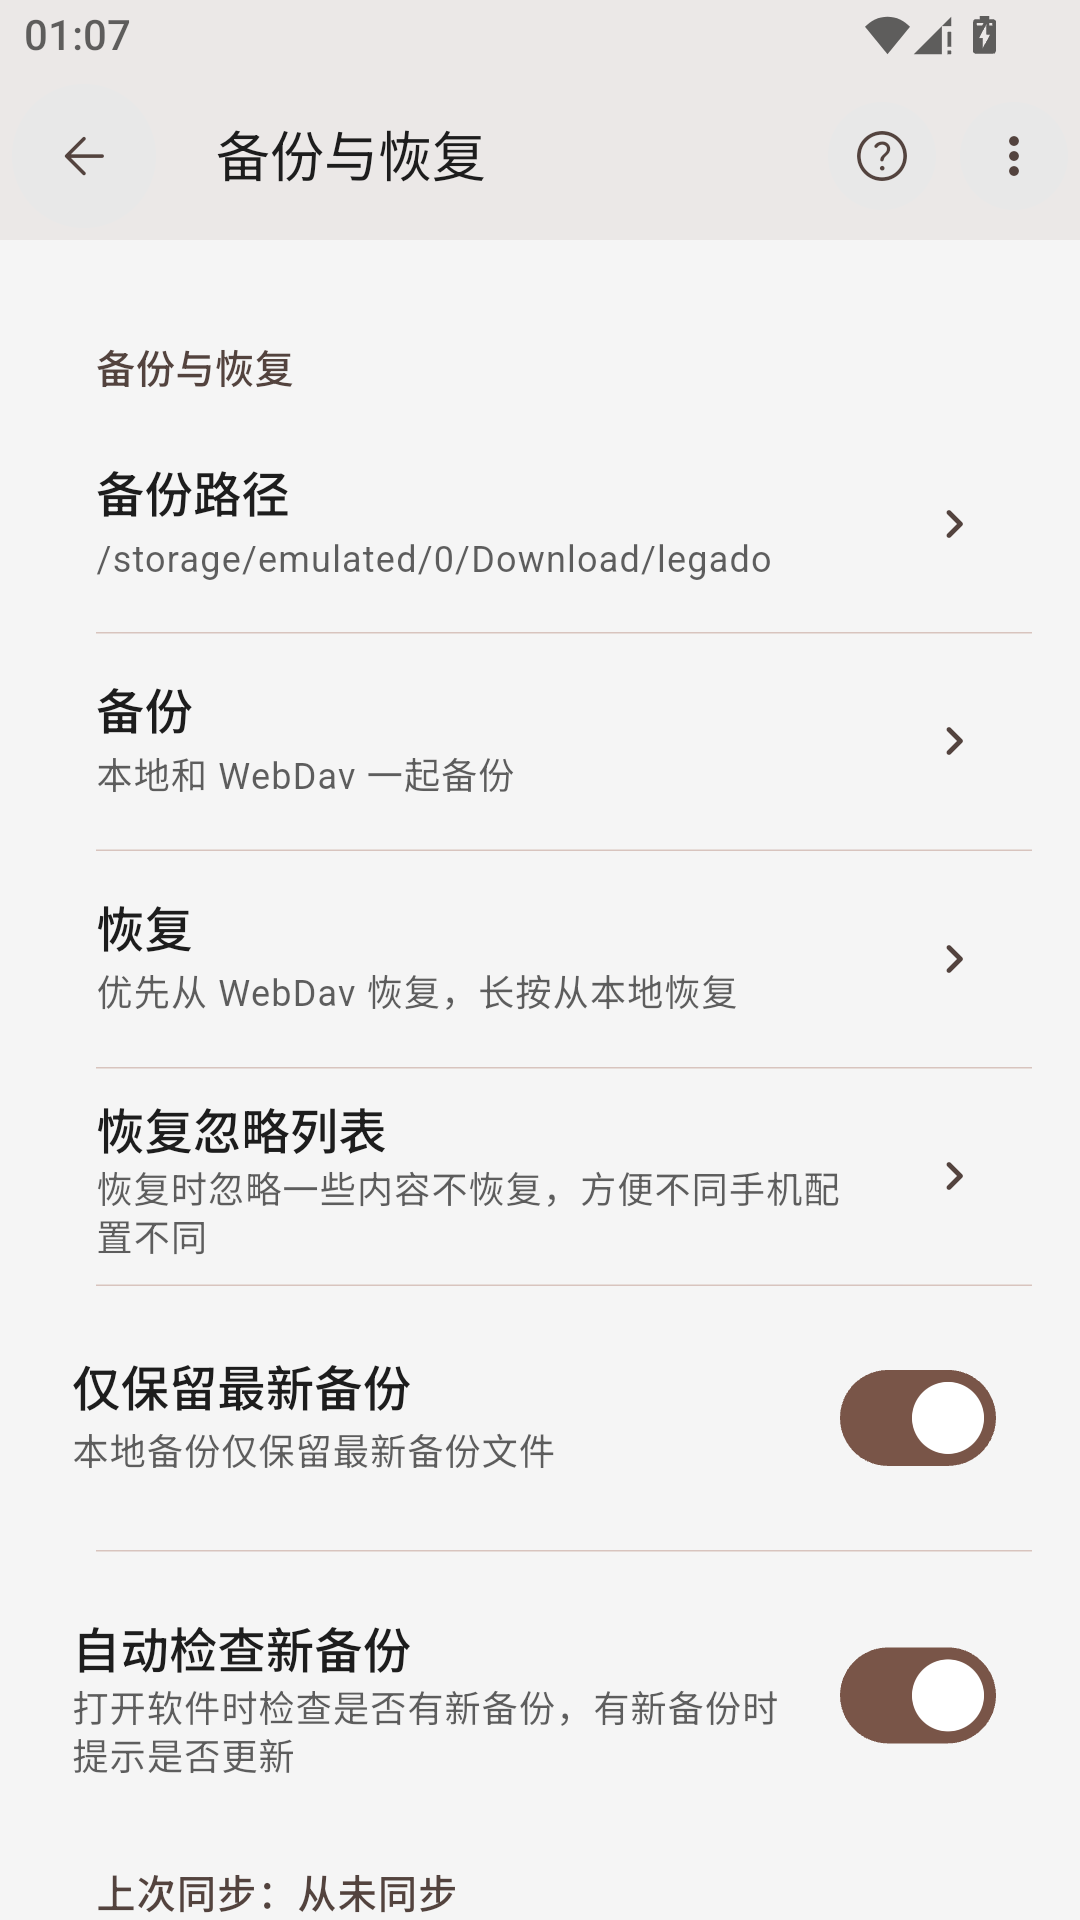 01:07
备份与恢复
备份与恢复
备份路径
/storage/emulated/0/Download/legado
备份
本地和 WebDav 一起备份
恢复
优先从 WebDav 恢复，长按从本地恢复
恢复忽略列表
恢复时忽略一些内容不恢复，方便不同手机配
置不同
仅保留最新备份
本地备份仅保留最新备份文件
自动检查新备份
打开软件时检查是否有新备份，有新备份时
提示是否更新
上次同步：从未同步